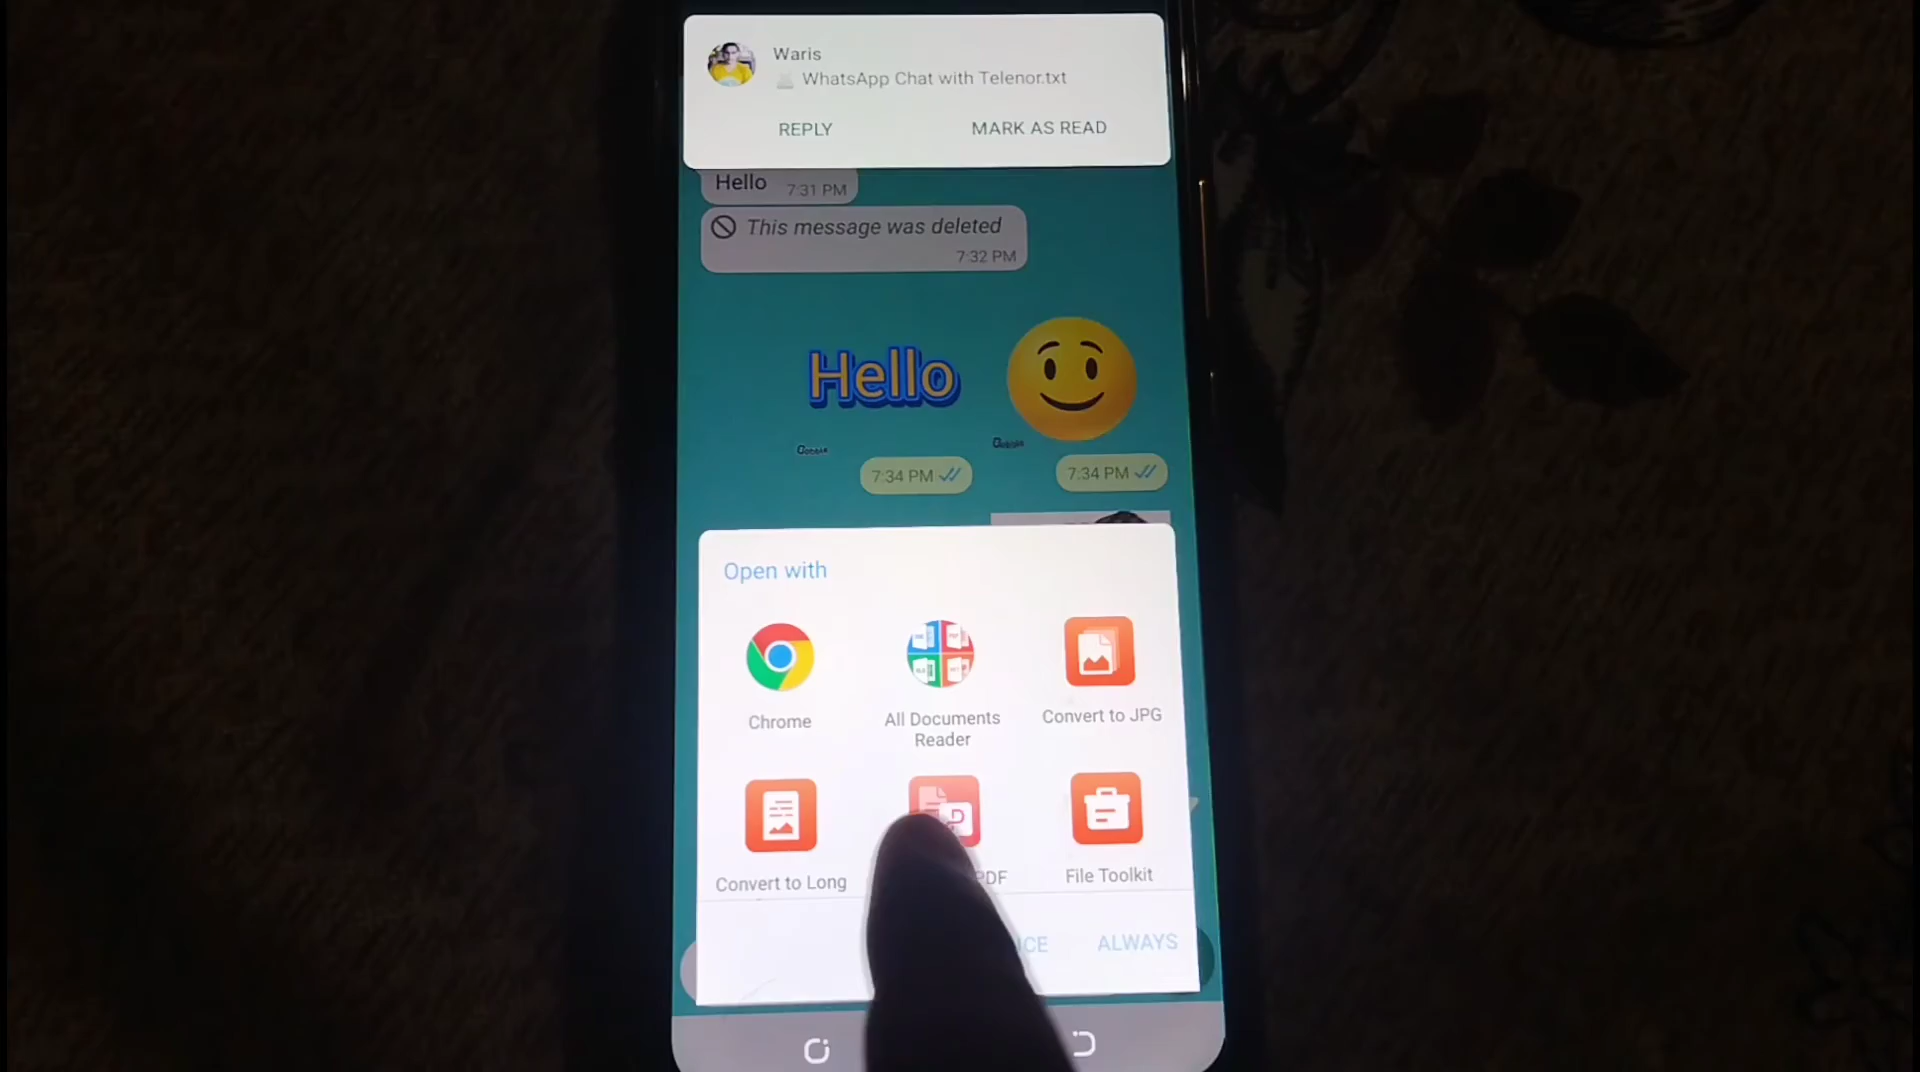 Waris
WhatsApp Chat with Telenor.txt
REPLY
MARK AS READ
Hello
7:31 PM
This message was deleted
7:32 PM
Hello
7:34 PM
7:34 PM
Open with
Chrome
All Documents
Reader
Convert to JPG
Convert to Long
PDF
File Toolkit
ALWAYS